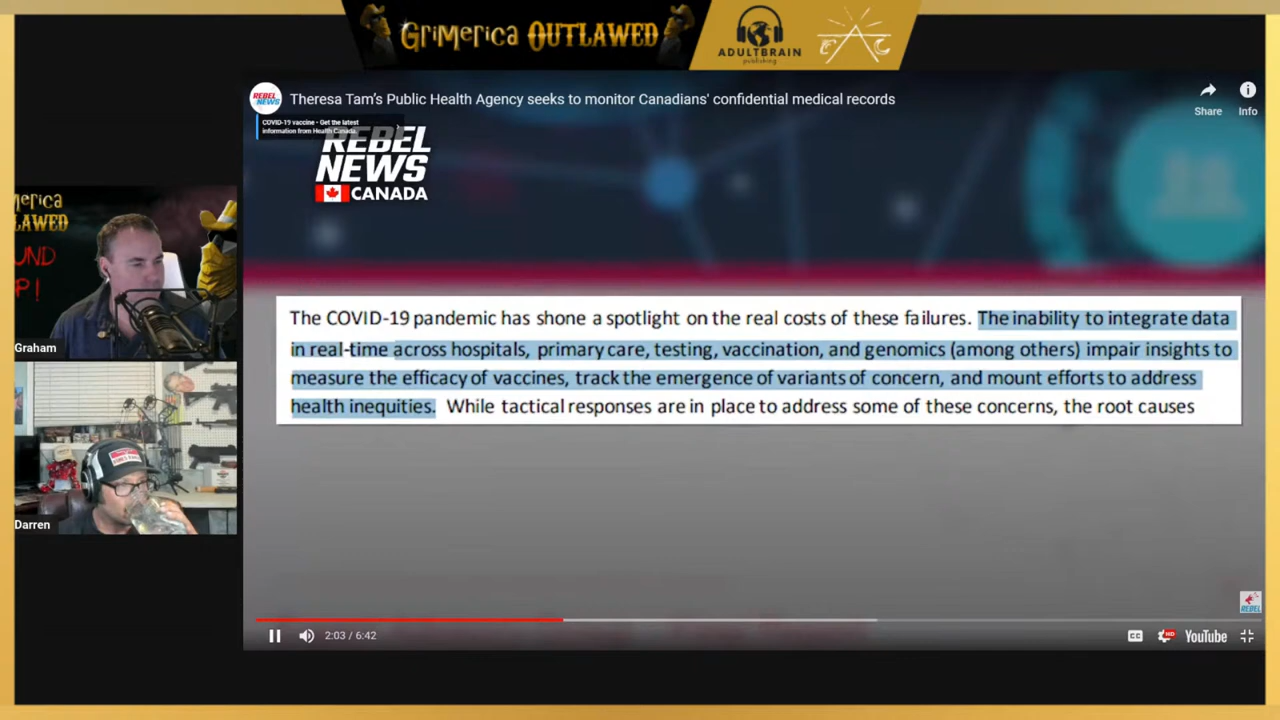 GriMerica OUTLAWED
ADULTBRAIN
publishing
REBEL NEWS
Theresa Tam's Public Health Agency seeks to monitor Canadians' confidential medical records
Share
Info
COVID-19 vaccine - Get the latest
information from Health Canada.
REBEL
NEWS
CANADA
merica
LAWED
UND
P!
Graham
Darren
The COVID-19 pandemic has shone a spotlight on the real costs of these failures. The inability to integrate data
in real-time across hospitals, primary care, testing, vaccination, and genomics (among others) impair insights to
measure the efficacy of vaccines, track the emergence of variants of concern, and mount efforts to address
health inequities. While tactical responses are in place to address some of these concerns, the root causes
REBEL
2:03 / 6:42
CC
HD
YouTube